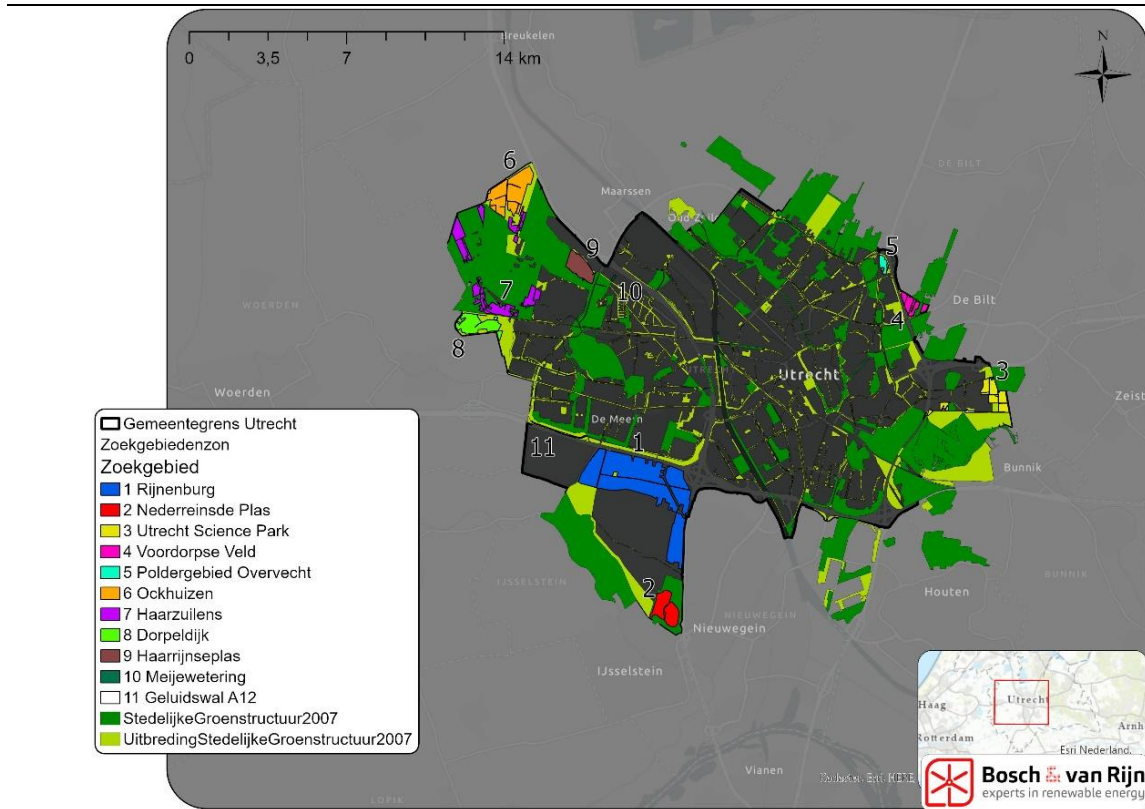 Breukelen
0 3,5 7 14 km
N
6
Maarssen
DE BILT
Oud Zuilen
9
5
WOERDEN
7
10
De Bilt
4
8
UTRECHT
Utrecht
3
Woerden
Zeist
De Meern
1
11
Bunnik
IJSSELSTEIN
BUNNIK
2
NIEUWEGEIN
Houten
Nieuwegein
IJsselstein
Vianen
LOPIK
Gemeentegrens Utrecht
Zoekgebiedenzon
Zoekgebied
1 Rijnenburg
2 Nederreinsde Plas
3 Utrecht Science Park
4 Voordorpse Veld
5 Poldergebied Overvecht
6 Ockhuizen
7 Haarzuilens
8 Dorpeldijk
9 Haarrijnseplas
10 Meijewetering
11 Geluidswal A12
StedelijkeGroenstructuur2007
UitbredingStedelijkeGroenstructuur2007
Utrecht
Haag
Arnh
Rotterdam
Esri Nederland,
Bosch & van Rijn
experts in renewable energy